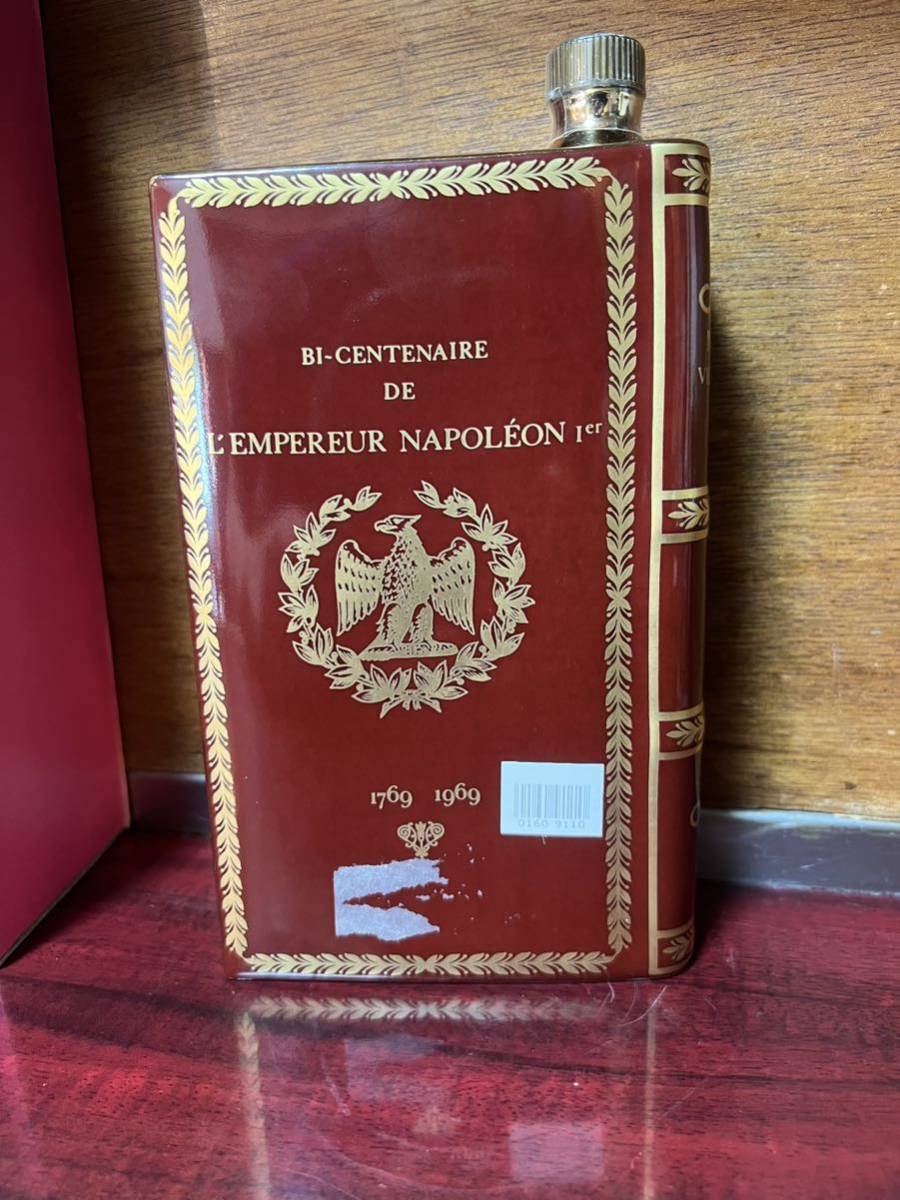 BI-CENTENAIRE
DE
L'EMPEREUR NAPOLÉON Ier
1769 1969
0160 9110